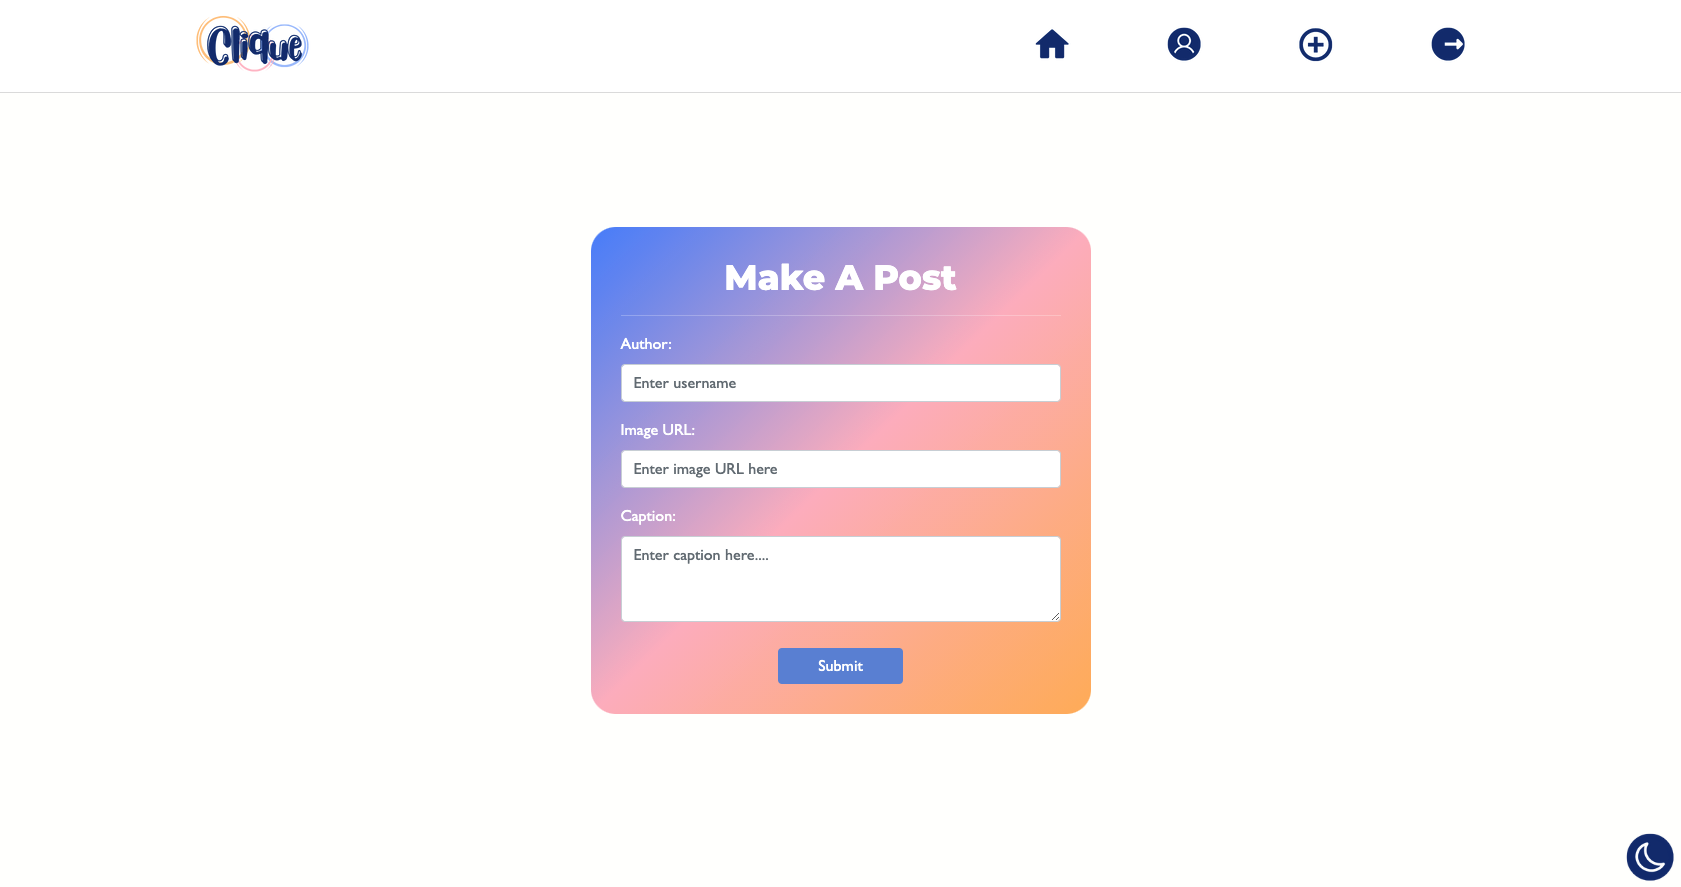 Clique
Make A Post
Author:
Enter username
Image URL:
Enter image URL here
Caption:
Enter caption here....
Submit